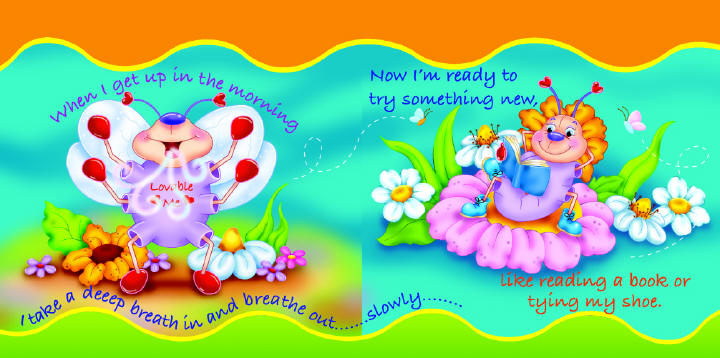 When I get up in the morning
Lovable
Me
I take a deeep breath in and breathe out......slowly........
Now I'm ready to
try something new,
like reading a book or
tying my shoe.